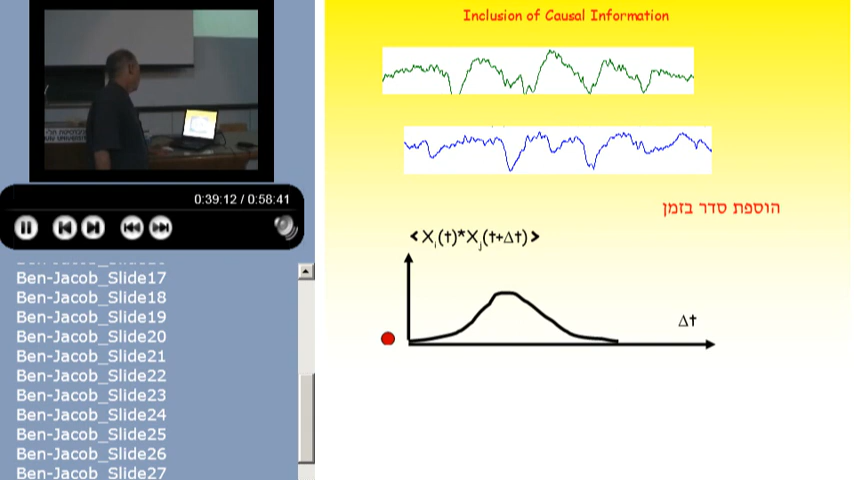 Inclusion of Causal Information
0:39:12 / 0:58:41
הוספת סדר בזמן
<Xᵢ(t)*Xⱼ(t+Δt)>
Δt
Ben-Jacob_Slide17
Ben-Jacob_Slide18
Ben-Jacob_Slide19
Ben-Jacob_Slide20
Ben-Jacob_Slide21
Ben-Jacob_Slide22
Ben-Jacob_Slide23
Ben-Jacob_Slide24
Ben-Jacob_Slide25
Ben-Jacob_Slide26
Ben-Jacob_Slide27